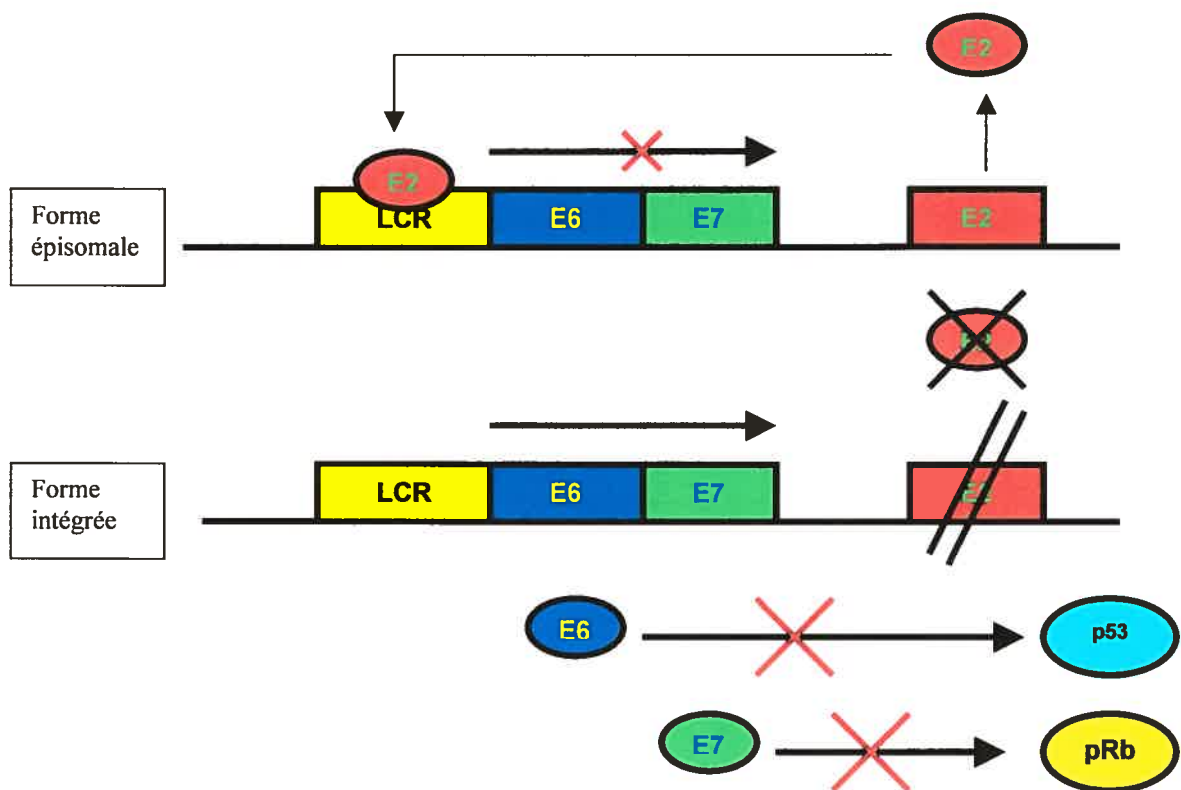 E2
E2
Forme
épisomale
LCR
E6
E7
E2
Forme
intégrée
LCR
E6
E7
E6
p53
E7
pRb